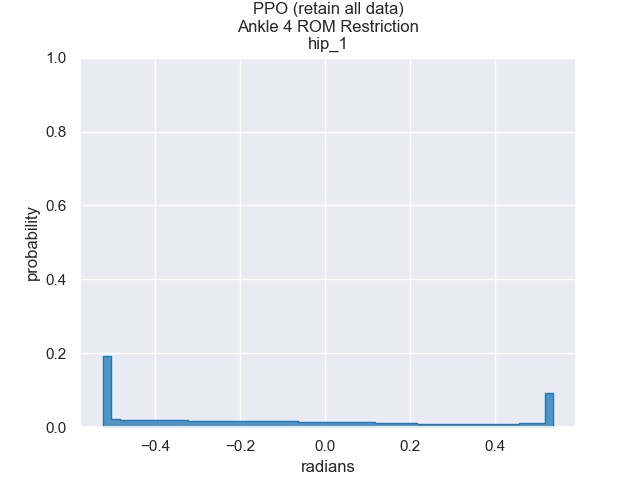 PPO (retain all data)
Ankle 4 ROM Restriction
hip_1
1.0
0.8
0.6
0.4
0.2
0.0
probability
−0.4
−0.2
0.0
0.2
0.4
radians